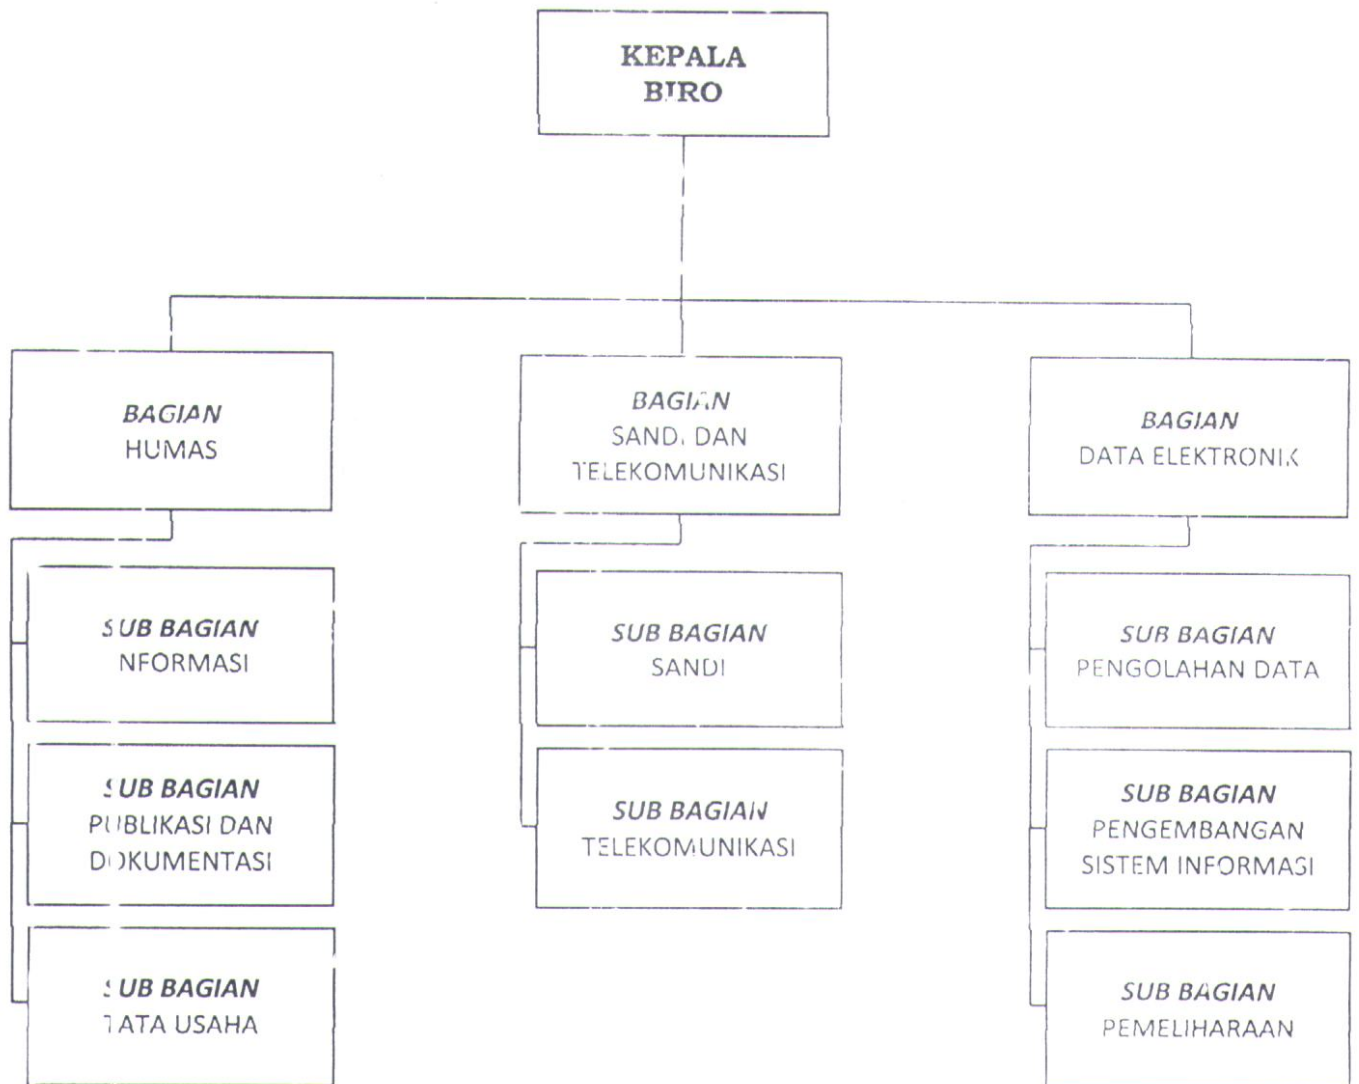 KEPALA
BIRO
BAGIAN
HUMAS
BAGIAN
SANDI DAN
TELEKOMUNIKASI
BAGIAN
DATA ELEKTRONIK
SUB BAGIAN
INFORMASI
SUB BAGIAN
PUBLIKASI DAN
DOKUMENTASI
SUB BAGIAN
TATA USAHA
SUB BAGIAN
SANDI
SUB BAGIAN
TELEKOMUNIKASI
SUB BAGIAN
PENGOLAHAN DATA
SUB BAGIAN
PENGEMBANGAN
SISTEM INFORMASI
SUB BAGIAN
PEMELIHARAAN